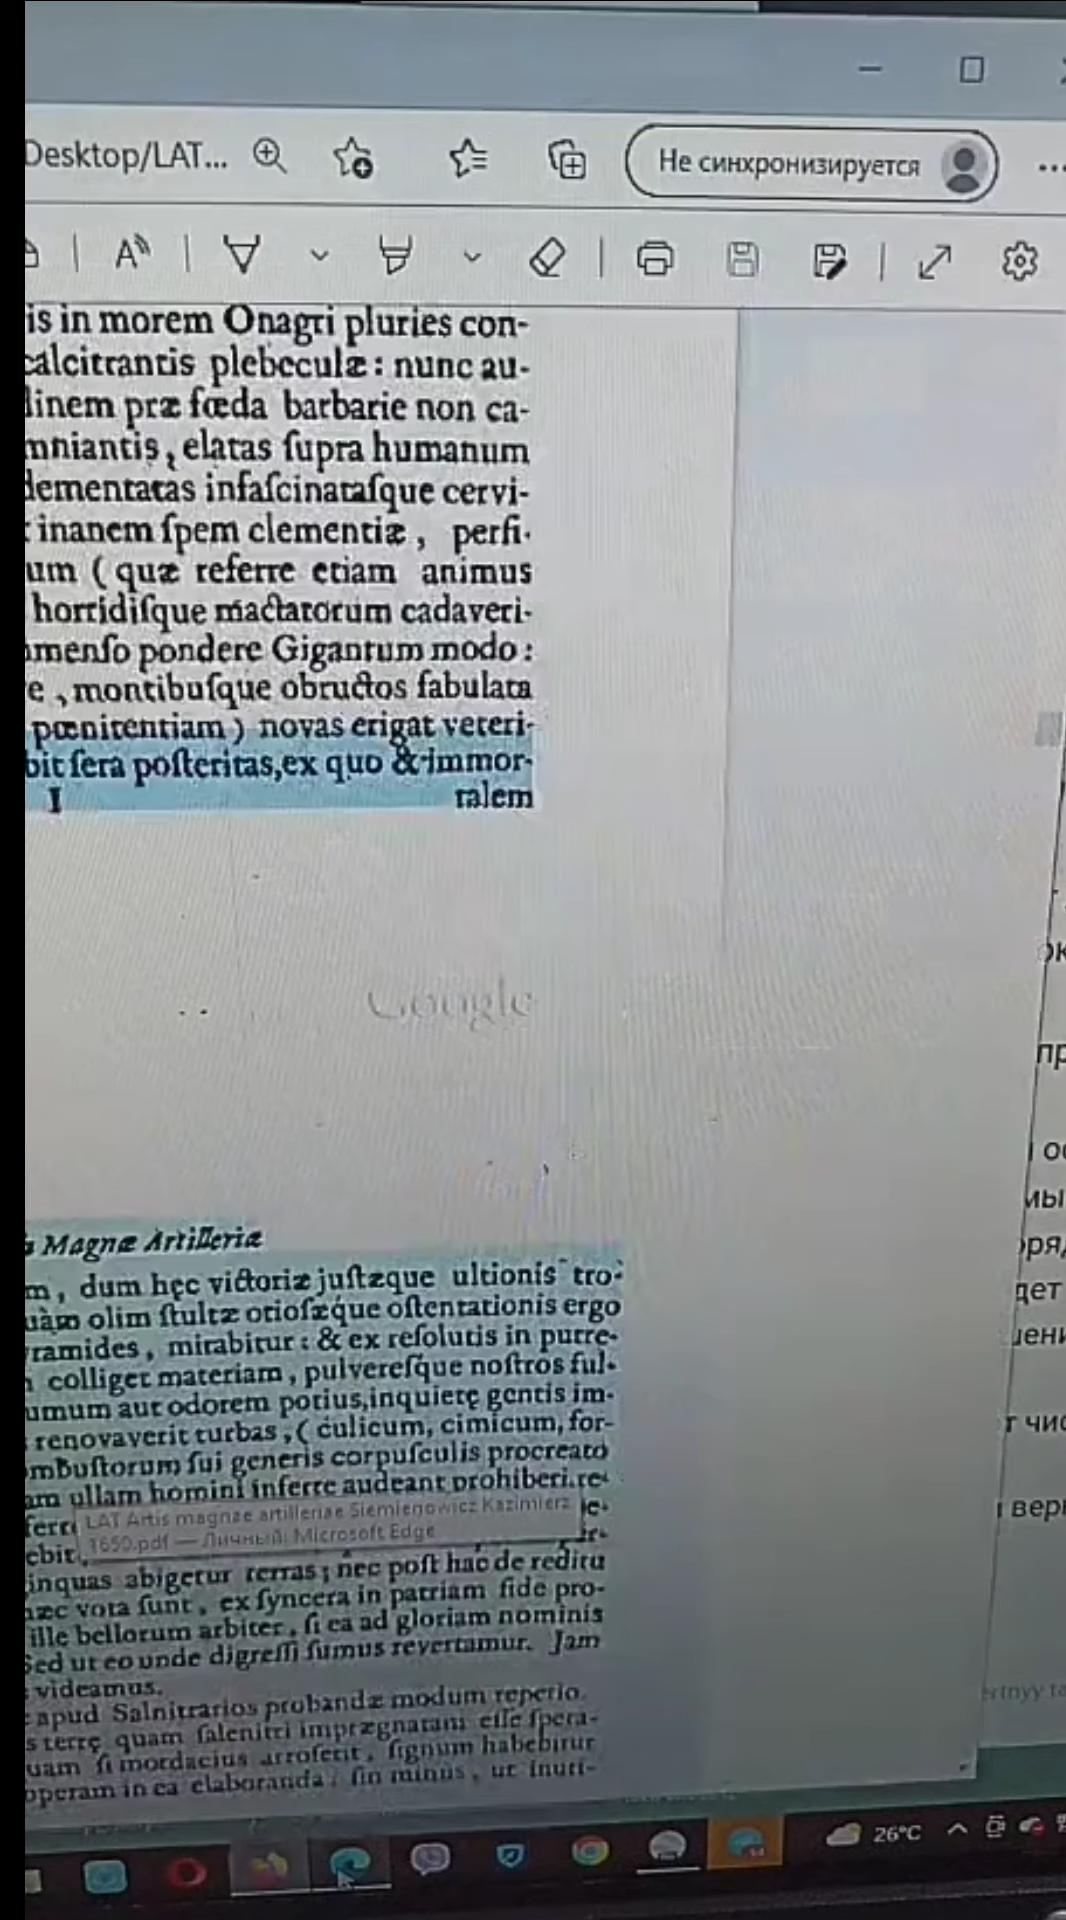 Desktop/LAT...
Не синхронизируется
is in morem Onagri pluries con-
calcitrantis plebeculæ: nunc au-
linem præ fœda barbarie non ca-
mniantis, elatas ſupra humanum
dementatas infaſcinataſque cervi-
inanem ſpem clementiæ, perfi-
um (quæ referre etiam animus
horridiſque mactatorum cadaveri-
menſo pondere Gigantum modo:
e, montibuſque obructos fabulata
pœnitentiam) novas erigat veteri-
bit ſera poſteritas, ex quo & immor-
talem
Google
Magnæ Artilleriæ
m, dum hęc victoriæ juſtæque ultionis tro-
uàm olim ſtultæ otioſæque oſtentationis ergo
ramides, mirabitur: & ex reſolutis in putre-
colliget materiam, pulvereſque noſtros ful-
umum aut odorem potius, inquietę gentis im-
renovaverit turbas, (culicum, cimicum, for-
mbuſtorum ſui generis corpuſculis procreato
am ullam homini inferre audeant prohiberi, re-
ferre
LAT Artis magnae artilleriae Siemienowicz Kazimierz
1650.pdf — Личный: Microsoft Edge
ebit
inquas abigetur terras; nec poſt hac de reditu
æc vota ſunt, ex ſyncera in patriam fide pro-
ille bellorum arbiter, ſi ea ad gloriam nominis
Sed ut eo unde digreſſi ſumus revertamur. Jam
videamus.
apud Salnitrarios probandæ modum reperio.
s terrę quam ſalenitri imprægnatam eſſe ſpera-
uam ſi mordacius arroſerit, ſignum habebitur
operam in ea elaboranda: ſin minus, ut inuti-
26°C